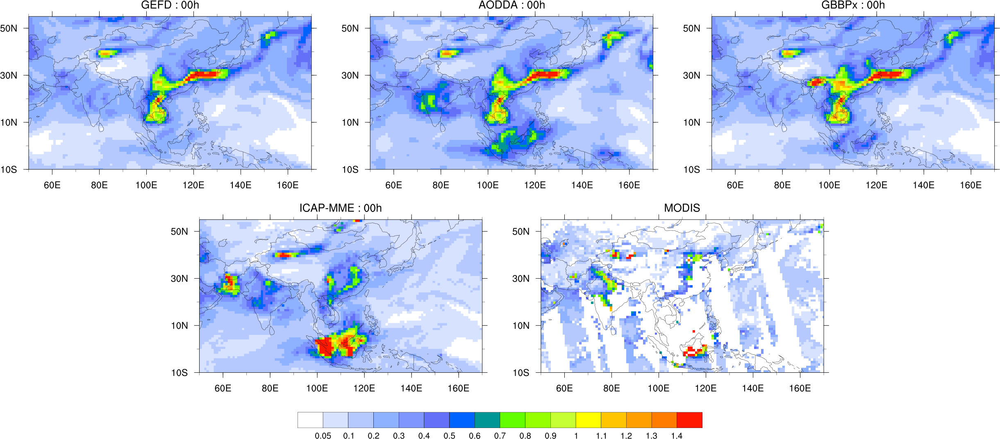 GEFD : 00h
AODDA : 00h
GBBPx : 00h
50N
30N
10N
10S
60E 80E 100E 120E 140E 160E
50N
30N
10N
10S
60E 80E 100E 120E 140E 160E
50N
30N
10N
10S
60E 80E 100E 120E 140E 160E
ICAP-MME : 00h
MODIS
50N
30N
10N
10S
60E 80E 100E 120E 140E 160E
50N
30N
10N
10S
60E 80E 100E 120E 140E 160E
0.05 0.1 0.2 0.3 0.4 0.5 0.6 0.7 0.8 0.9 1 1.1 1.2 1.3 1.4